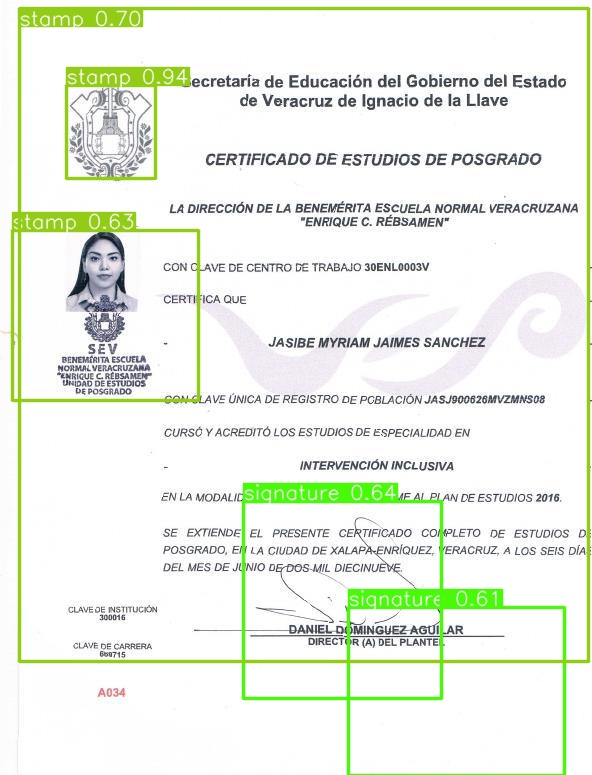 stamp 0.70
stamp 0.94
ecretaría de Educación del Gobierno del Estado
de Veracruz de Ignacio de la Llave
CERTIFICADO DE ESTUDIOS DE POSGRADO
LA DIRECCIÓN DE LA BENEMÉRITA ESCUELA NORMAL VERACRUZANA
"ENRIQUE C. RÉBSAMEN"
stamp 0.63
CON CLAVE DE CENTRO DE TRABAJO 30ENL0003V
CERTIFICA QUE
SEV
BENEMÉRITA ESCUELA
NORMAL VERACRUZANA
"ENRIQUE C. RÉBSAMEN"
UNIDAD DE ESTUDIOS
DE POSGRADO
- JASIBE MYRIAM JAIMES SANCHEZ -
CON CLAVE ÚNICA DE REGISTRO DE POBLACIÓN JASJ900626MVZMNS08
CURSÓ Y ACREDITÓ LOS ESTUDIOS DE ESPECIALIDAD EN
- INTERVENCIÓN INCLUSIVA -
signature 0.64
EN LA MODALID ME AL PLAN DE ESTUDIOS 2016.
SE EXTIENDE EL PRESENTE CERTIFICADO COMPLETO DE ESTUDIOS DE
POSGRADO, EN LA CIUDAD DE XALAPA-ENRÍQUEZ, VERACRUZ, A LOS SEIS DÍAS
DEL MES DE JUNIO DE DOS MIL DIECINUEVE.
signature 0.61
CLAVE DE INSTITUCIÓN
300016
DANIEL DOMINGUEZ AGUILAR
DIRECTOR (A) DEL PLANTEL
CLAVE DE CARRERA
668715
A034